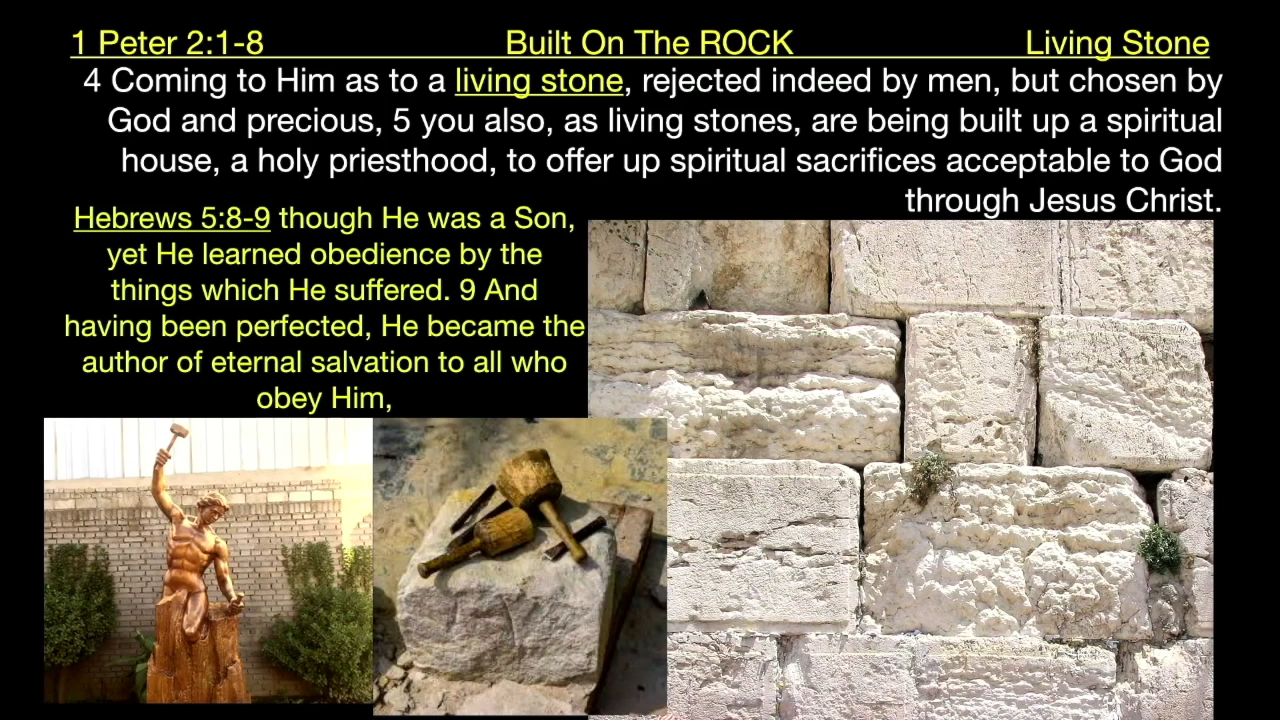 1 Peter 2:1-8 Built On The ROCK Living Stone
4 Coming to Him as to a living stone, rejected indeed by men, but chosen by
God and precious, 5 you also, as living stones, are being built up a spiritual
house, a holy priesthood, to offer up spiritual sacrifices acceptable to God
through Jesus Christ.
Hebrews 5:8-9 though He was a Son,
yet He learned obedience by the
things which He suffered. 9 And
having been perfected, He became the
author of eternal salvation to all who
obey Him,